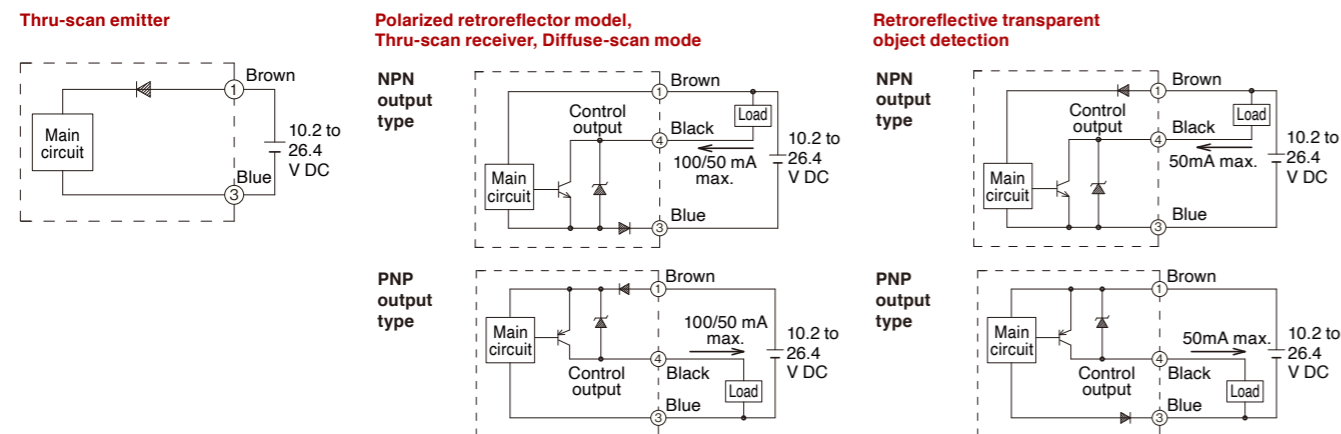 Thru-scan emitter
Brown
1
Main
circuit
10.2 to
26.4
V DC
Blue
3
Polarized retroreflector model,
Thru-scan receiver, Diffuse-scan mode
NPN
output
type
Brown
1
Load
Control
output
4
Black
100/50 mA
max.
10.2 to
26.4
V DC
Main
circuit
Blue
3
PNP
output
type
Brown
1
Main
circuit
100/50 mA
max.
10.2 to
26.4
V DC
4
Black
Control
output
Load
Blue
3
Retroreflective transparent
object detection
NPN
output
type
Brown
1
Load
Control
output
4
Black
50mA max.
10.2 to
26.4
V DC
Main
circuit
Blue
3
PNP
output
type
Brown
1
Main
circuit
50mA max.
10.2 to
26.4
V DC
4
Black
Control
output
Load
Blue
3